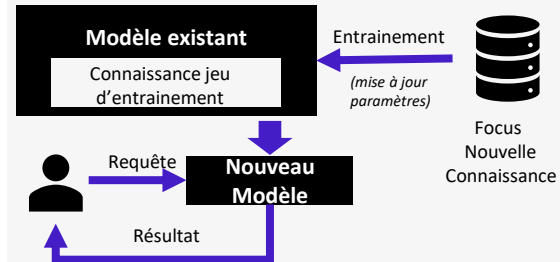 Modèle existant
Connaissance jeu
d’entrainement
Entrainement
(mise à jour
paramètres)
Focus
Nouvelle
Connaissance
Requête
Nouveau
Modèle
Résultat